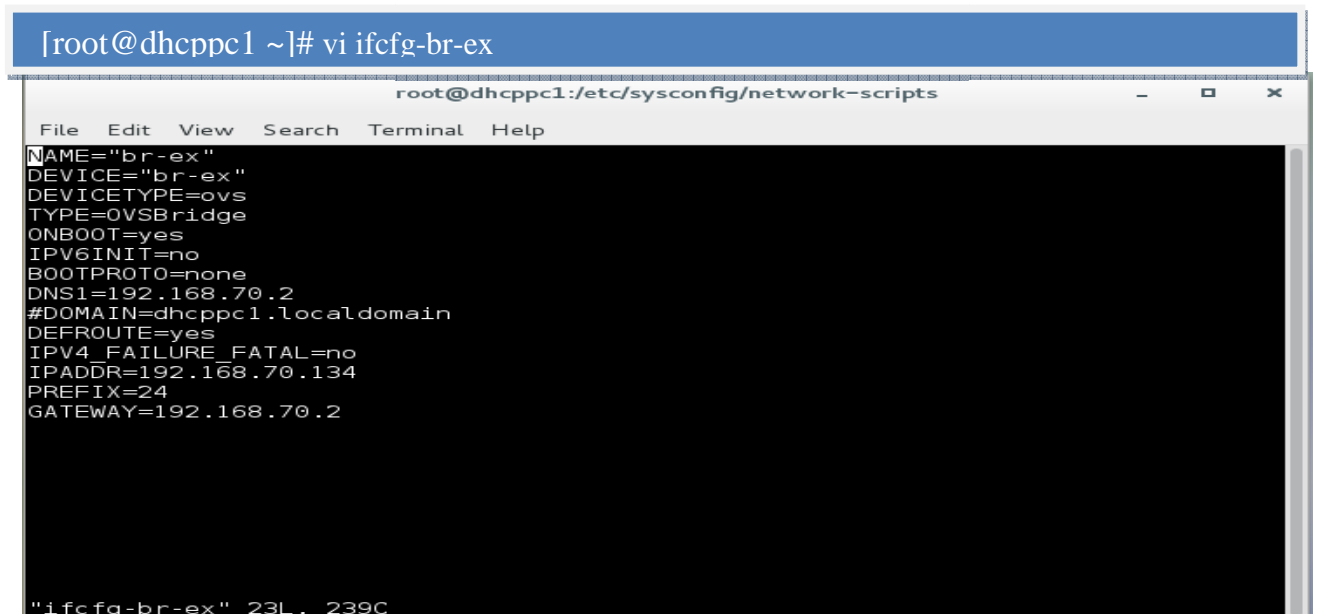 [root@dhcppc1 ~]# vi ifcfg-br-ex
root@dhcppc1:/etc/sysconfig/network-scripts
File Edit View Search Terminal Help
NAME="br-ex"
DEVICE="br-ex"
DEVICETYPE=ovs
TYPE=OVSBridge
ONBOOT=yes
IPV6INIT=no
BOOTPROTO=none
DNS1=192.168.70.2
#DOMAIN=dhcppc1.localdomain
DEFROUTE=yes
IPV4_FAILURE_FATAL=no
IPADDR=192.168.70.134
PREFIX=24
GATEWAY=192.168.70.2
"ifcfg-br-ex" 23L, 239C